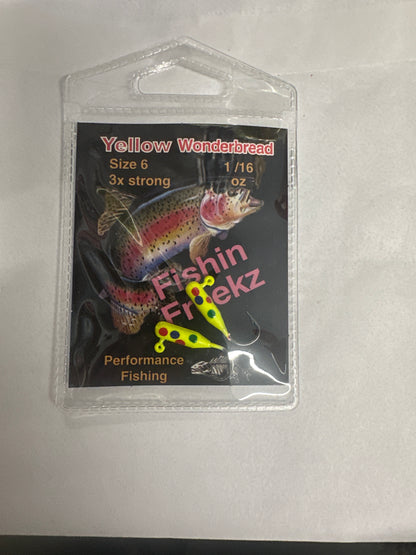 Yellow Wonderbread
Size 6 1 /16
3x strong oz
Fishin
Freekz
Performance
Fishing